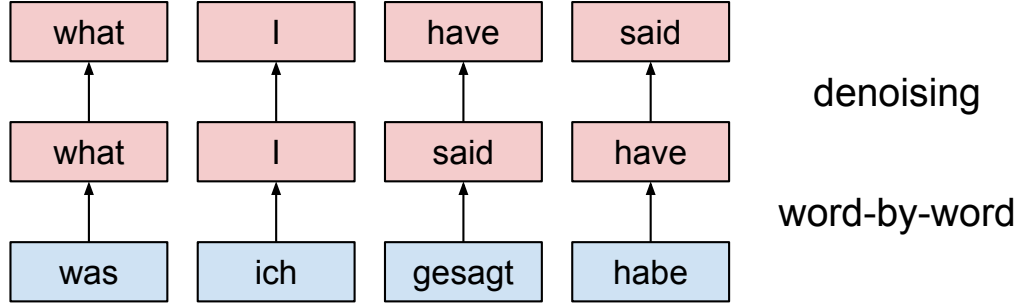 what I have said
denoising
what I said have
word-by-word
was ich gesagt habe